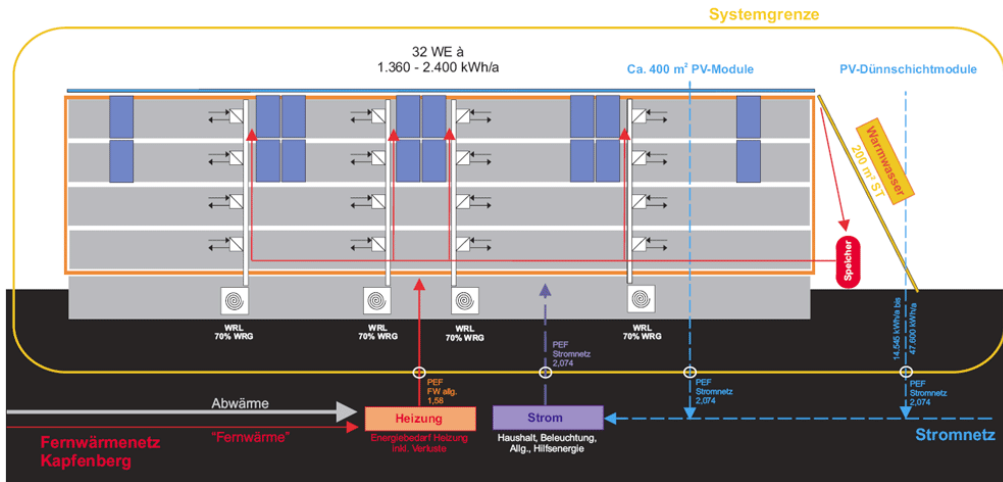 Systemgrenze
32 WE à
1.360 - 2.400 kWh/a
Ca. 400 m² PV-Module
PV-Dünnschichtmodule
Warmwasser
200 m² ST
Speicher
WRL
70% WRG
WRL
70% WRG
WRL
70% WRG
WRL
70% WRG
14.545 kWh/a bis
47.600 kWh/a
PEF
Stromnetz
2,074
PEF
FW allg.
1,58
PEF
Stromnetz
2,074
PEF
Stromnetz
2,074
Abwärme
Heizung
Strom
"Fernwärme"
Energiebedarf Heizung
inkl. Verluste
Haushalt, Beleuchtung,
Allg., Hilfsenergie
Fernwärmenetz
Kapfenberg
Stromnetz